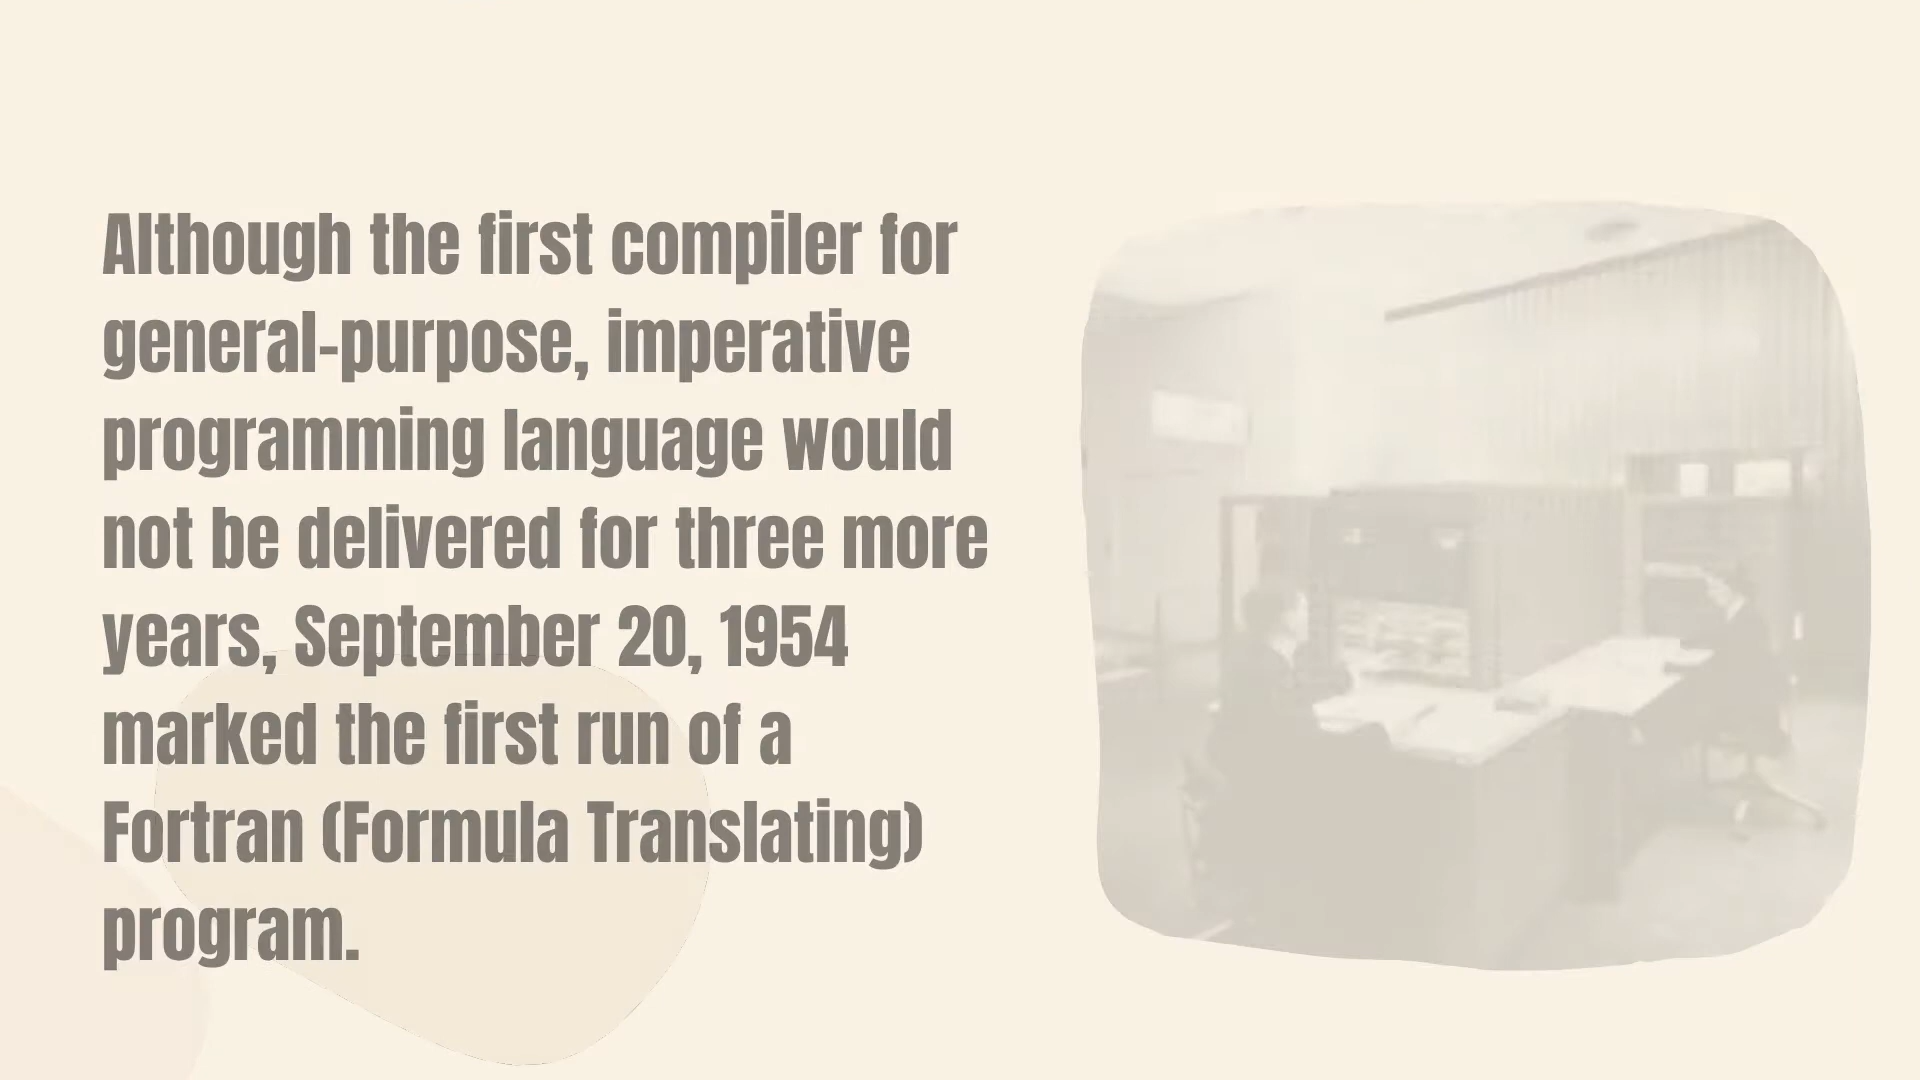 Although the first compiler for
general-purpose, imperative
programming language would
not be delivered for three more
years, September 20, 1954
marked the first run of a
Fortran (Formula Translating)
program.